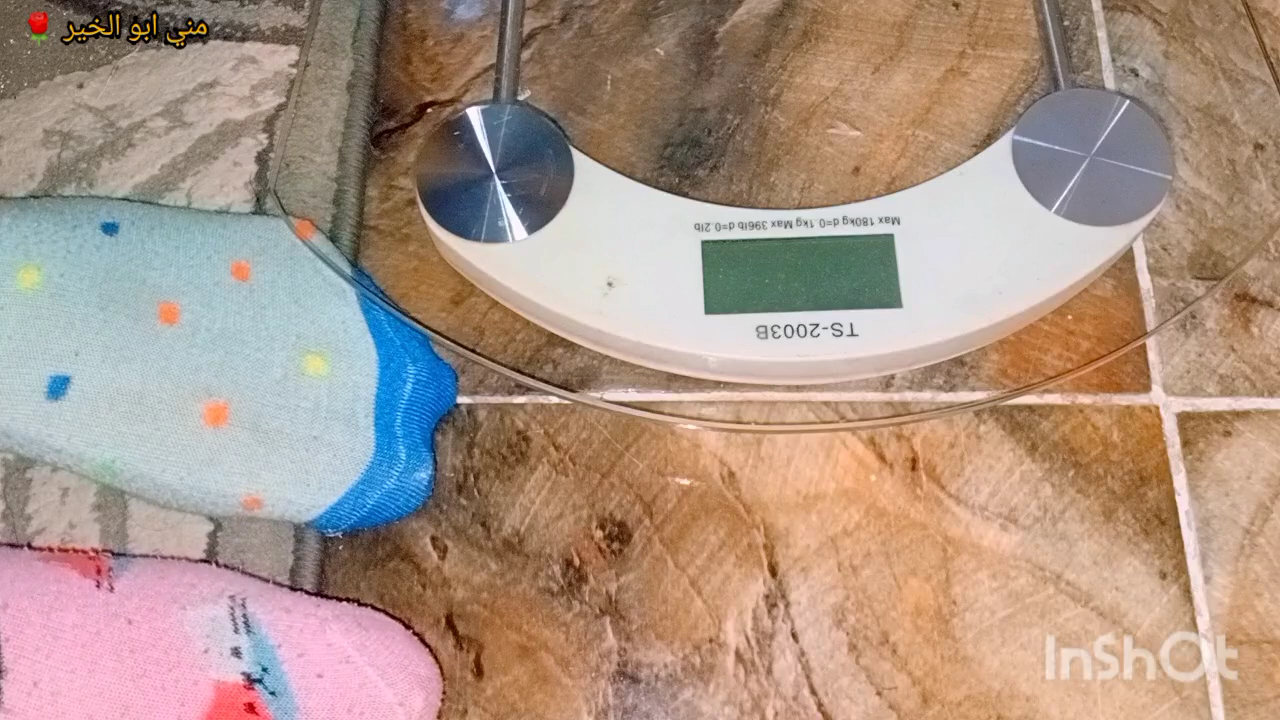 مني ابو الخير
Max 180kg d=0.1kg Max 396lb d=0.2lb
TS-2003B
InShOt